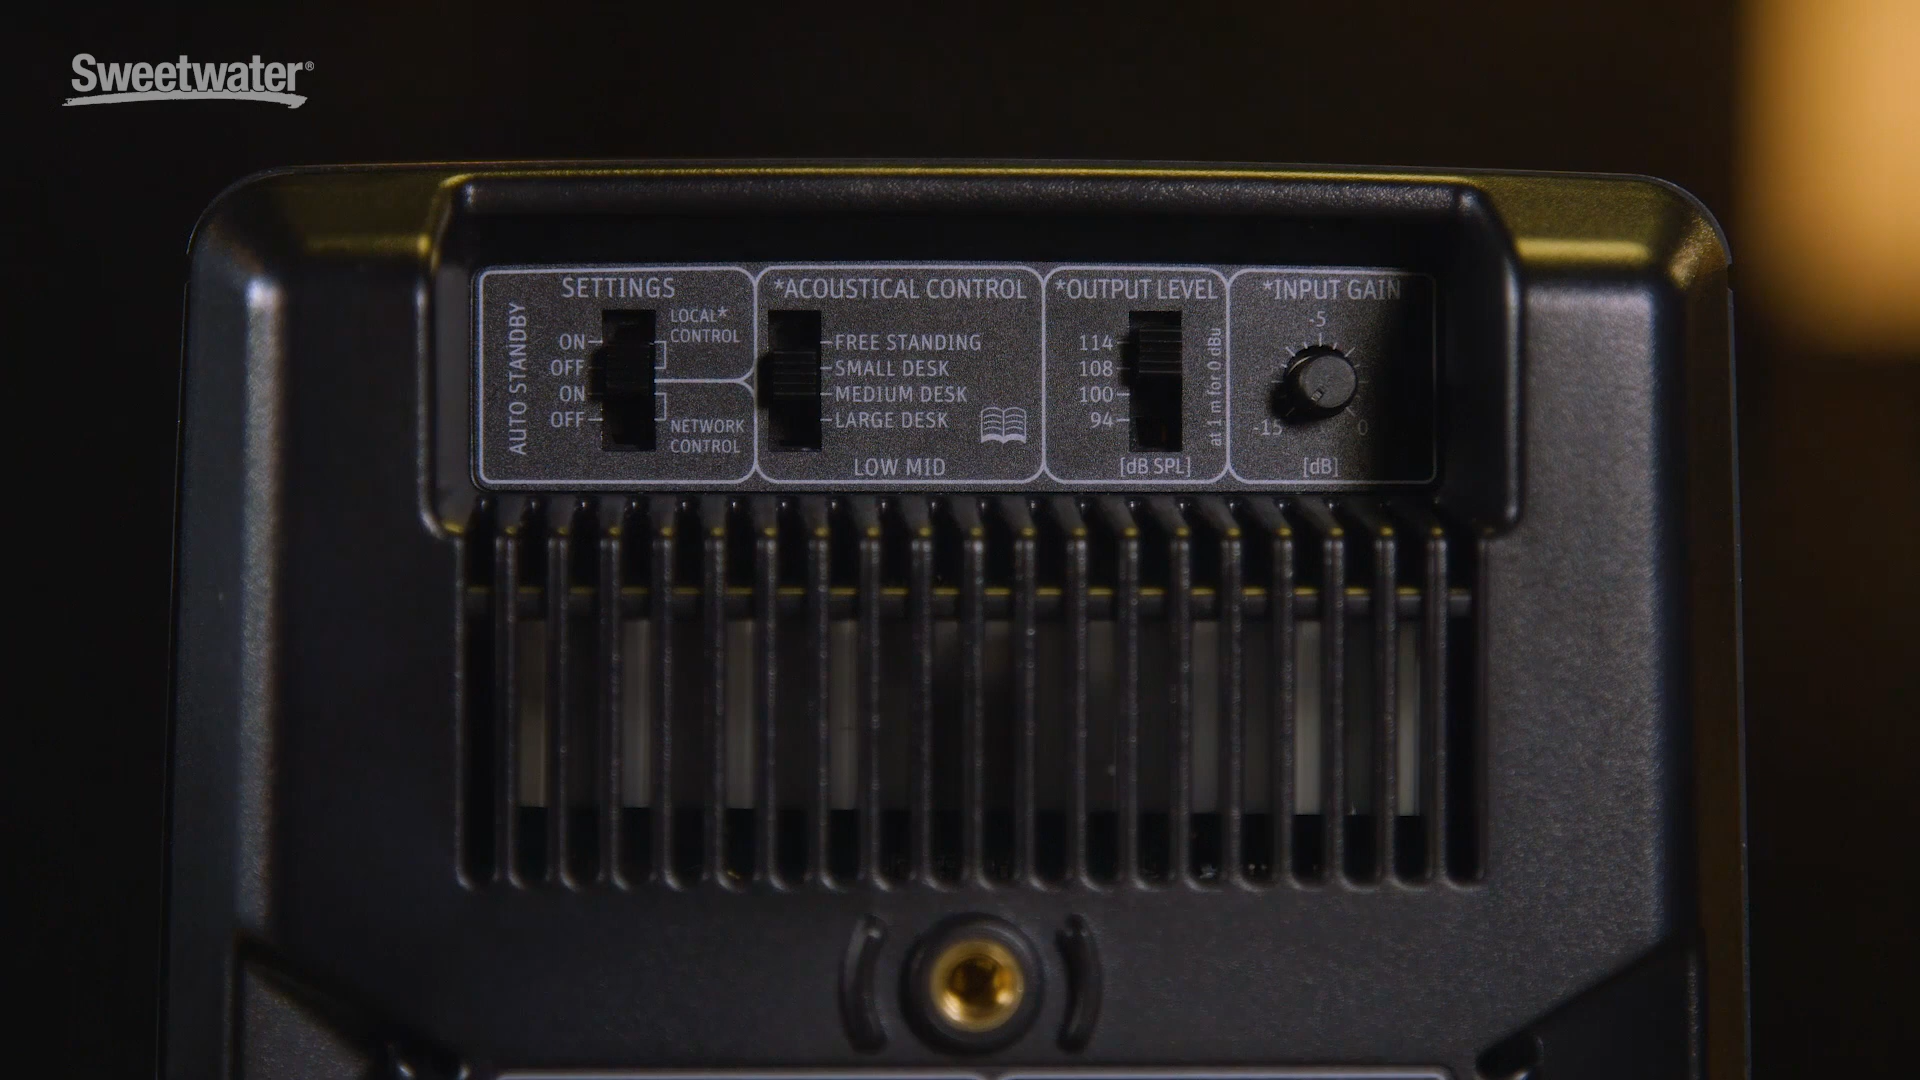 Sweetwater®
SETTINGS
AUTO STANDBY
ON
OFF
ON
OFF
LOCAL*
CONTROL
NETWORK
CONTROL
*ACOUSTICAL CONTROL
FREE STANDING
SMALL DESK
MEDIUM DESK
LARGE DESK
LOW MID
*OUTPUT LEVEL
114
108
100
94
at 1 m for 0 dBu
[dB SPL]
*INPUT GAIN
-5
-15
0
[dB]